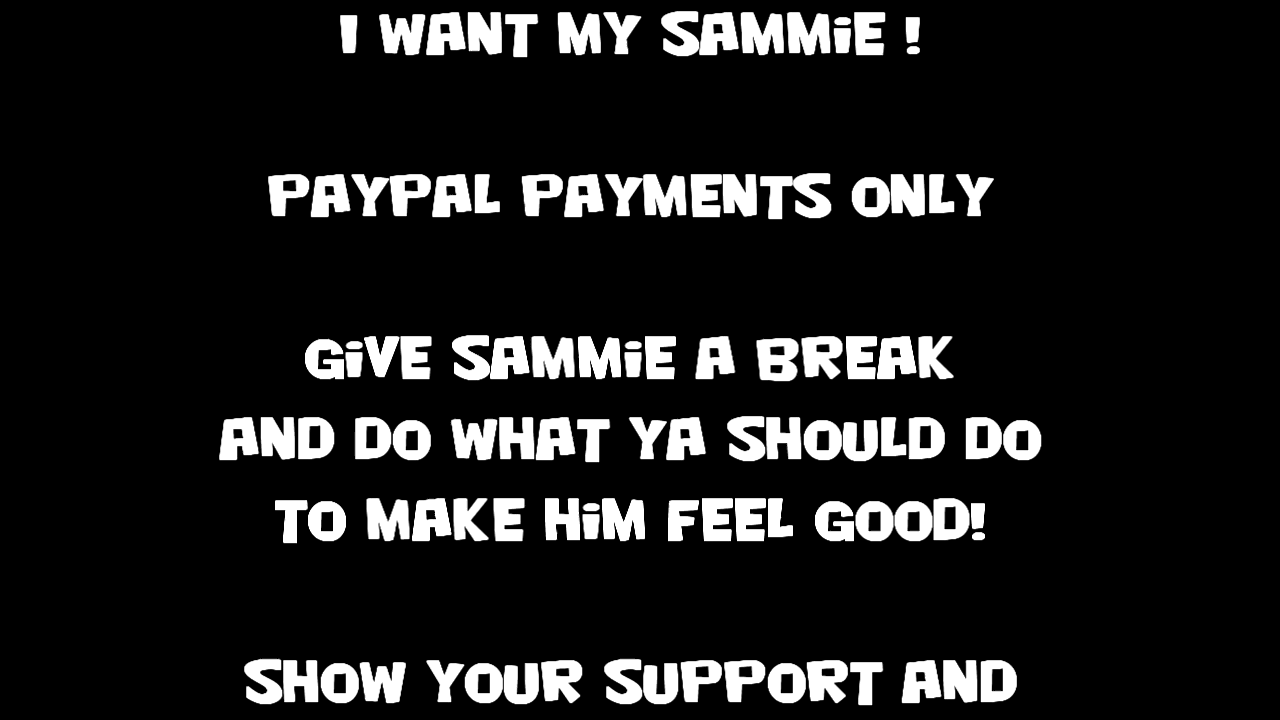 I WANT MY SAMMiE !
PAYPAL PAYMENTS ONLY
GiVE SAMMiE A BREAK
AND DO WHAT YA SHOULD DO
TO MAKE HiM FEEL GOOD!
SHOW YOUR SUPPORT AND